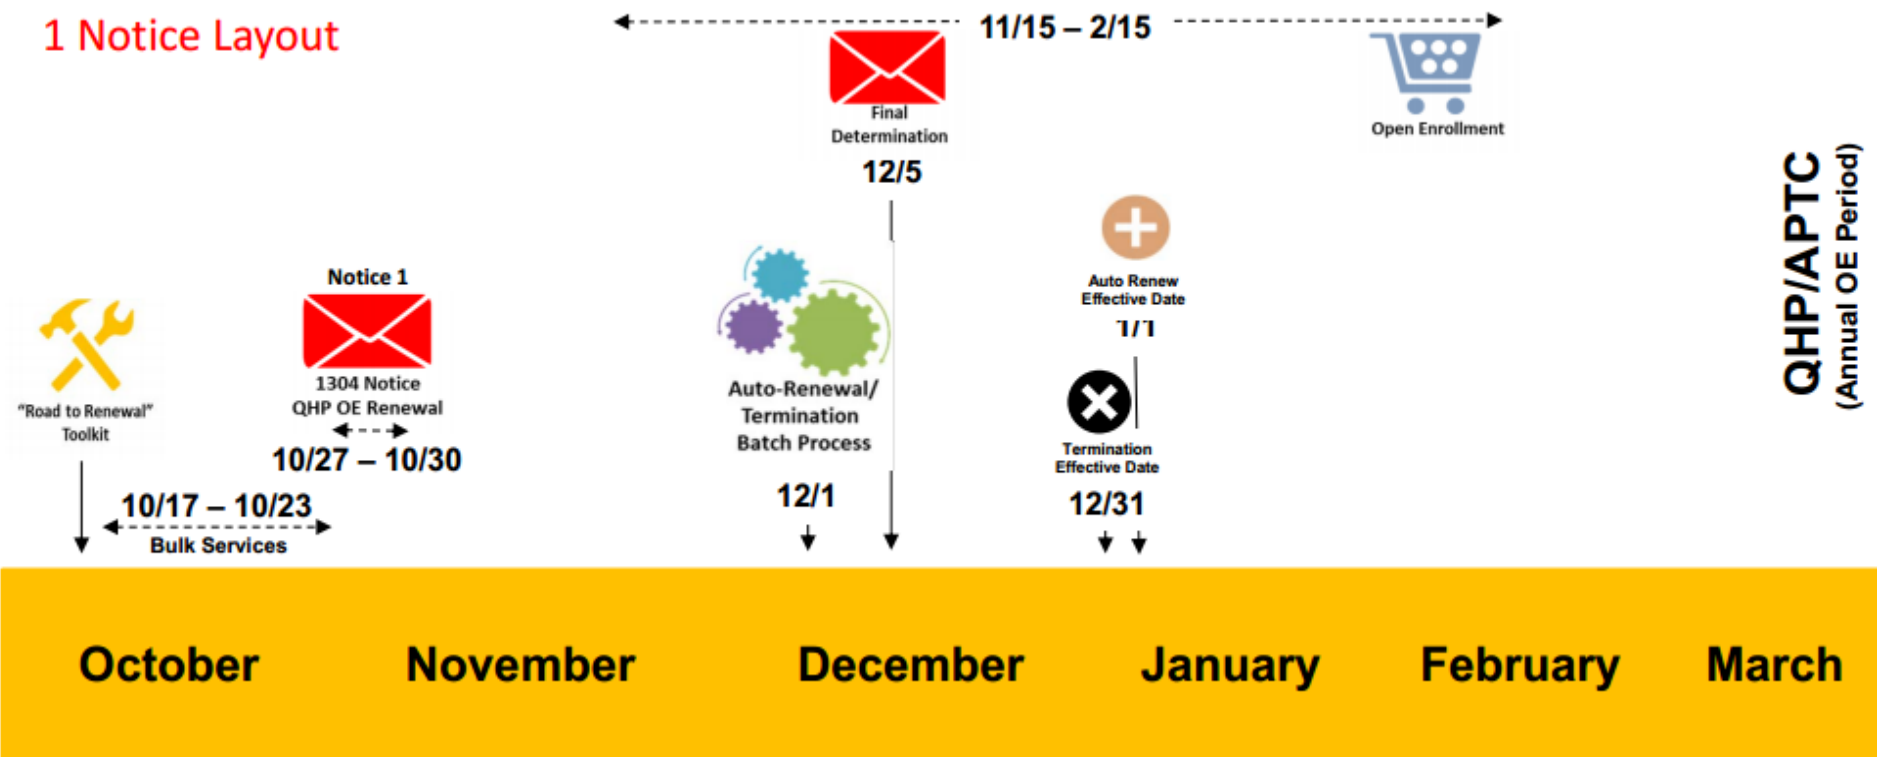 1 Notice Layout
11/15 – 2/15
Final
Determination
12/5
Open Enrollment
QHP/APTC
(Annual OE Period)
Auto Renew
Effective Date
1/1
Notice 1
1304 Notice
QHP OE Renewal
10/27 – 10/30
"Road to Renewal"
Toolkit
10/17 – 10/23
Bulk Services
Auto-Renewal/
Termination
Batch Process
12/1
Termination
Effective Date
12/31
October
November
December
January
February
March